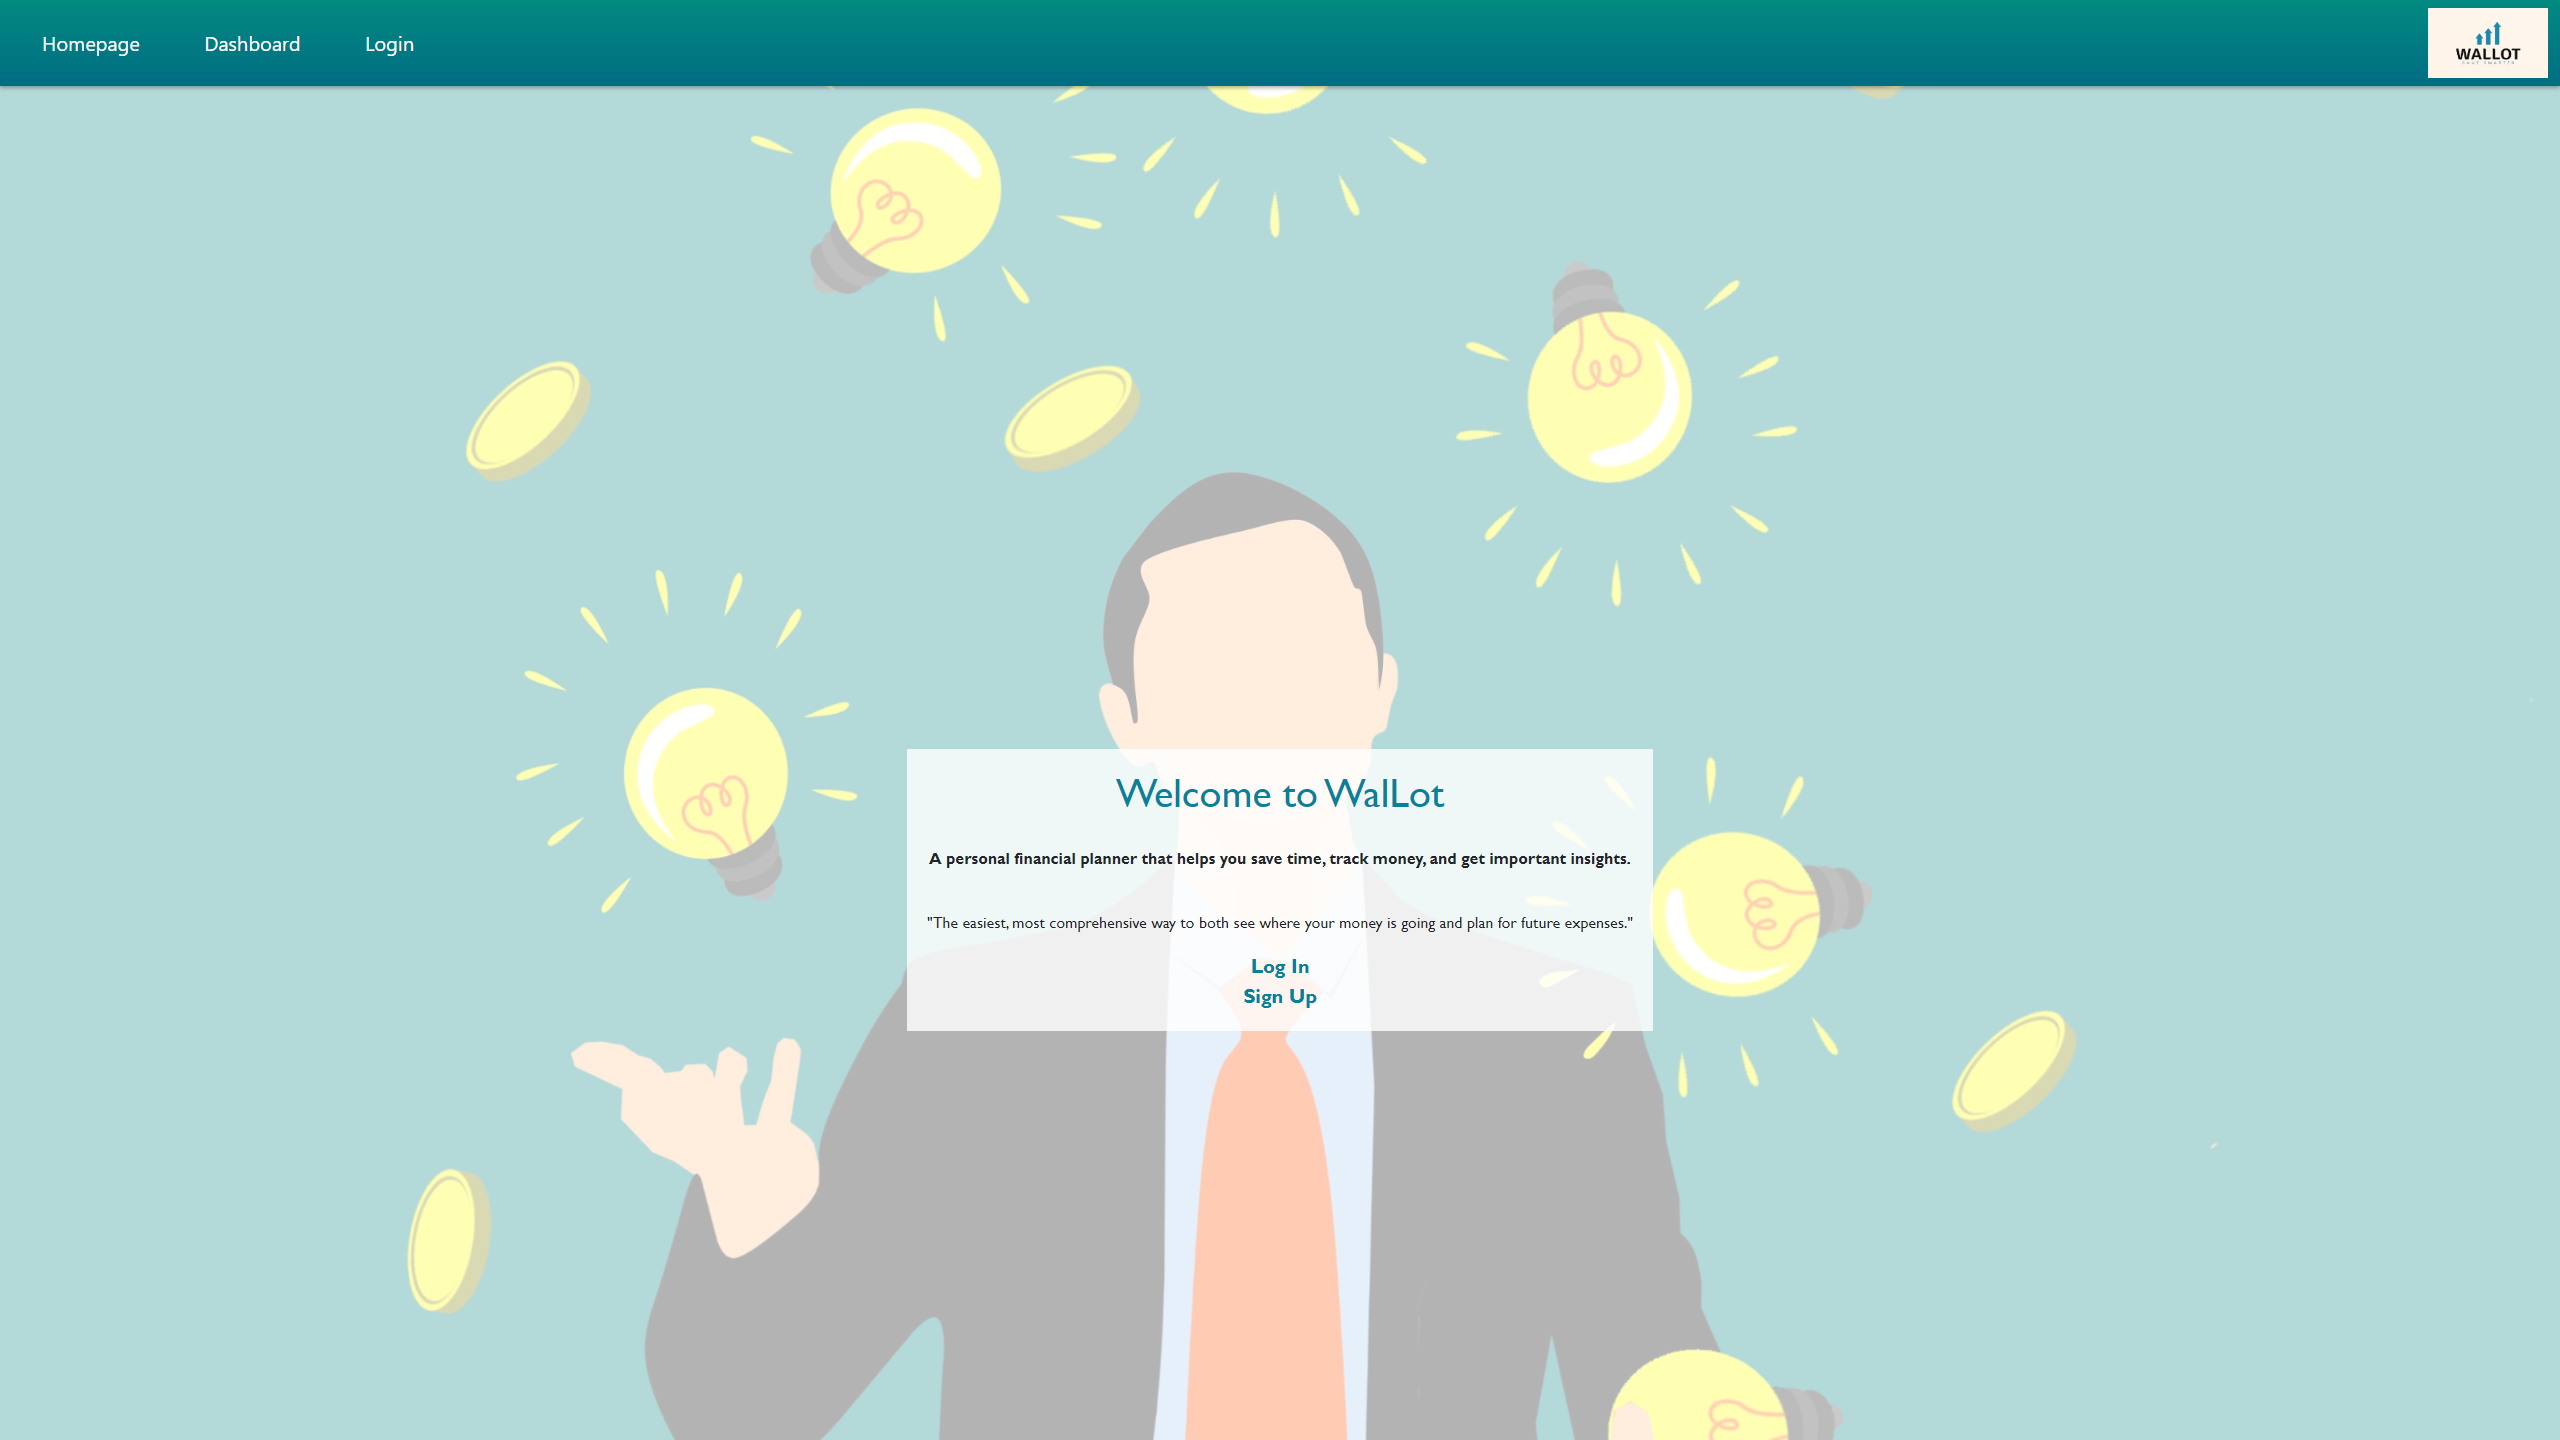 Homepage
Dashboard
Login
WALLOT
Welcome to WalLot
A personal financial planner that helps you save time, track money, and get important insights.
"The easiest, most comprehensive way to both see where your money is going and plan for future expenses."
Log In
Sign Up